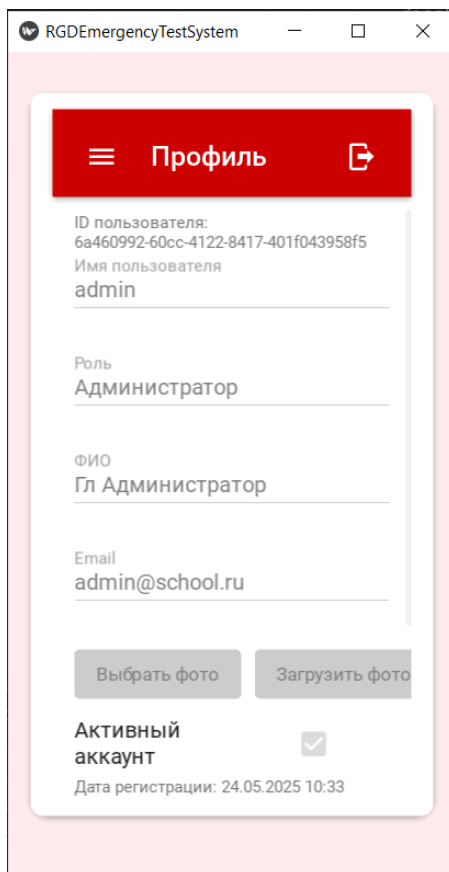 RGDEmergencyTestSystem
Профиль
ID пользователя:
6a460992-60cc-4122-8417-401f043958f5
Имя пользователя
admin
Роль
Администратор
ФИО
Гл Администратор
Email
admin@school.ru
Выбрать фото Загрузить фото
Активный
аккаунт
Дата регистрации: 24.05.2025 10:33